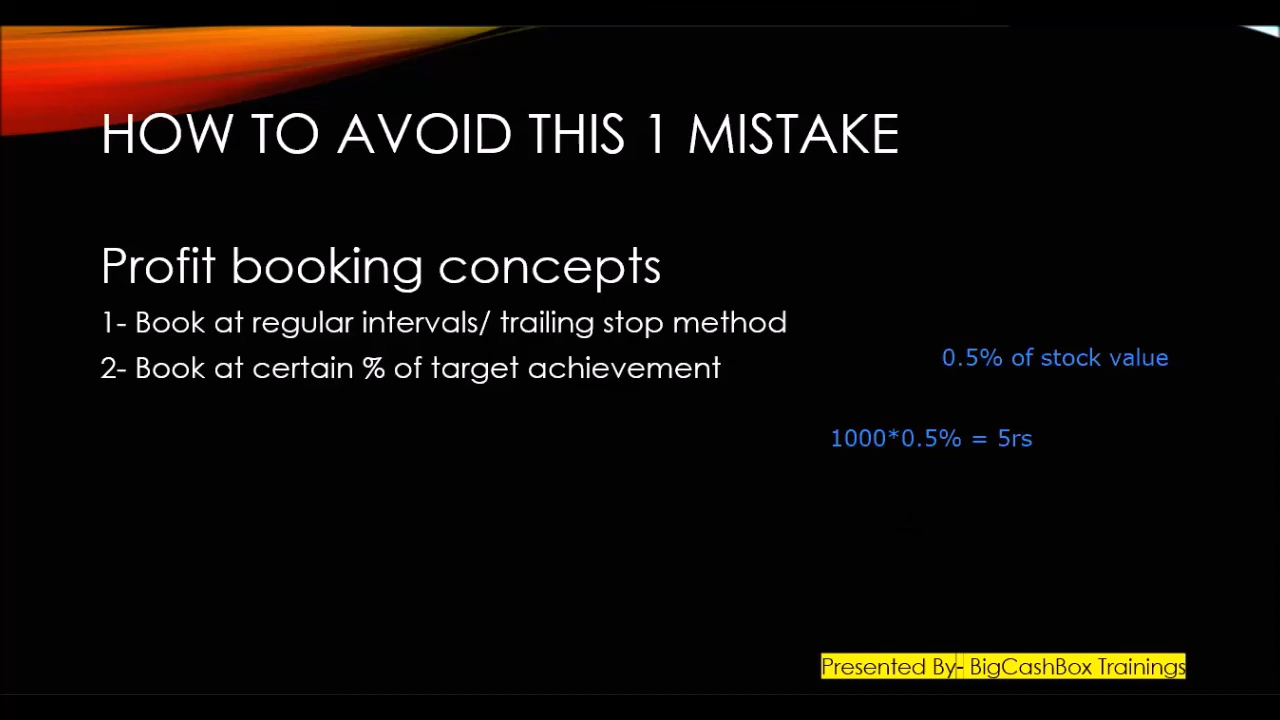 HOW TO AVOID THIS 1 MISTAKE
Profit booking concepts
1- Book at regular intervals/ trailing stop method
2- Book at certain % of target achievement
0.5% of stock value
1000*0.5% = 5rs
Presented By- BigCashBox Trainings